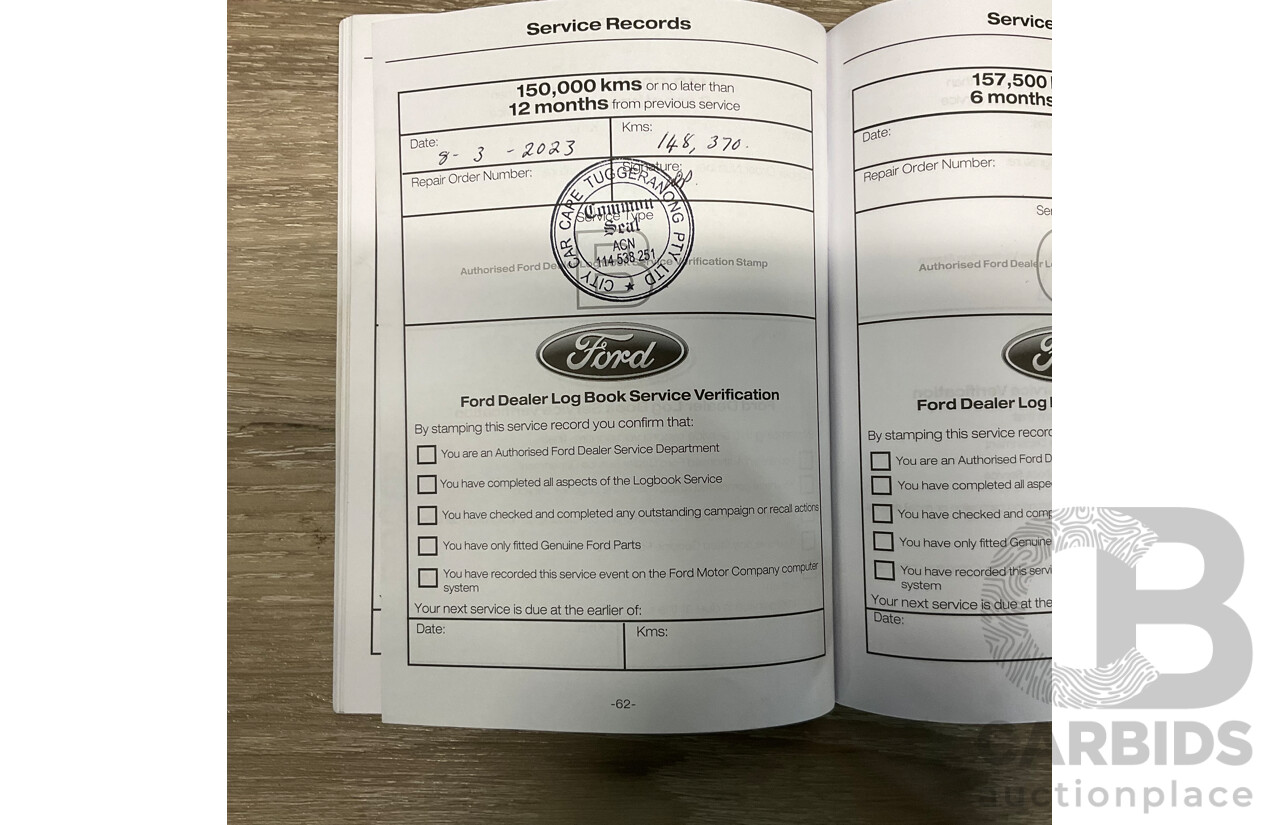 Service Records
150,000 kms or no later than
12 months from previous service
Date:
8-3-2023
Kms:
148,370.
Repair Order Number:
Signature:
Service Type
CITY CAR CARE TUGGERANONG PTY LTD
Common
Seal
ACN
114 538 251
B
Authorised Ford Dealer Logbook Service Verification Stamp
Ford
Ford Dealer Log Book Service Verification
By stamping this service record you confirm that:
You are an Authorised Ford Dealer Service Department
You have completed all aspects of the Logbook Service
You have checked and completed any outstanding campaign or recall actions
You have only fitted Genuine Ford Parts
You have recorded this service event on the Ford Motor Company computer
system
Your next service is due at the earlier of:
Date:
Kms:
-62-
Service
157,500
6 months
Date:
Repair Order Number:
Ser
Authorised Ford Dealer L
Ford Dealer Log
By stamping this service record
You are an Authorised Ford D
You have completed all aspe
You have checked and comp
You have only fitted Genuine
You have recorded this servi
system
Your next service is due at the
Date:
CB
CARBIDS
auctionplace